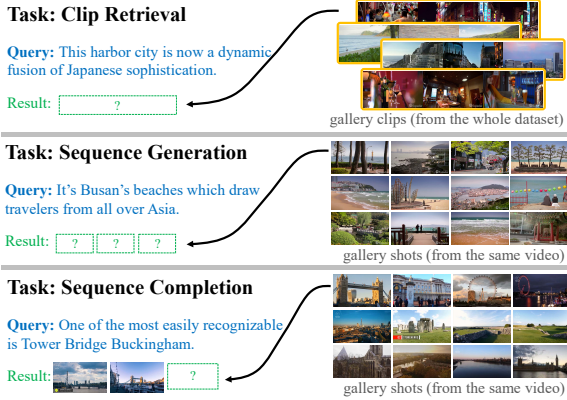 Task: Clip Retrieval
Query: This harbor city is now a dynamic
fusion of Japanese sophistication.
Result: ?
gallery clips (from the whole dataset)
Task: Sequence Generation
Query: It's Busan's beaches which draw
travelers from all over Asia.
Result: ? ? ?
gallery shots (from the same video)
Task: Sequence Completion
Query: One of the most easily recognizable
is Tower Bridge Buckingham.
Result: ?
gallery shots (from the same video)